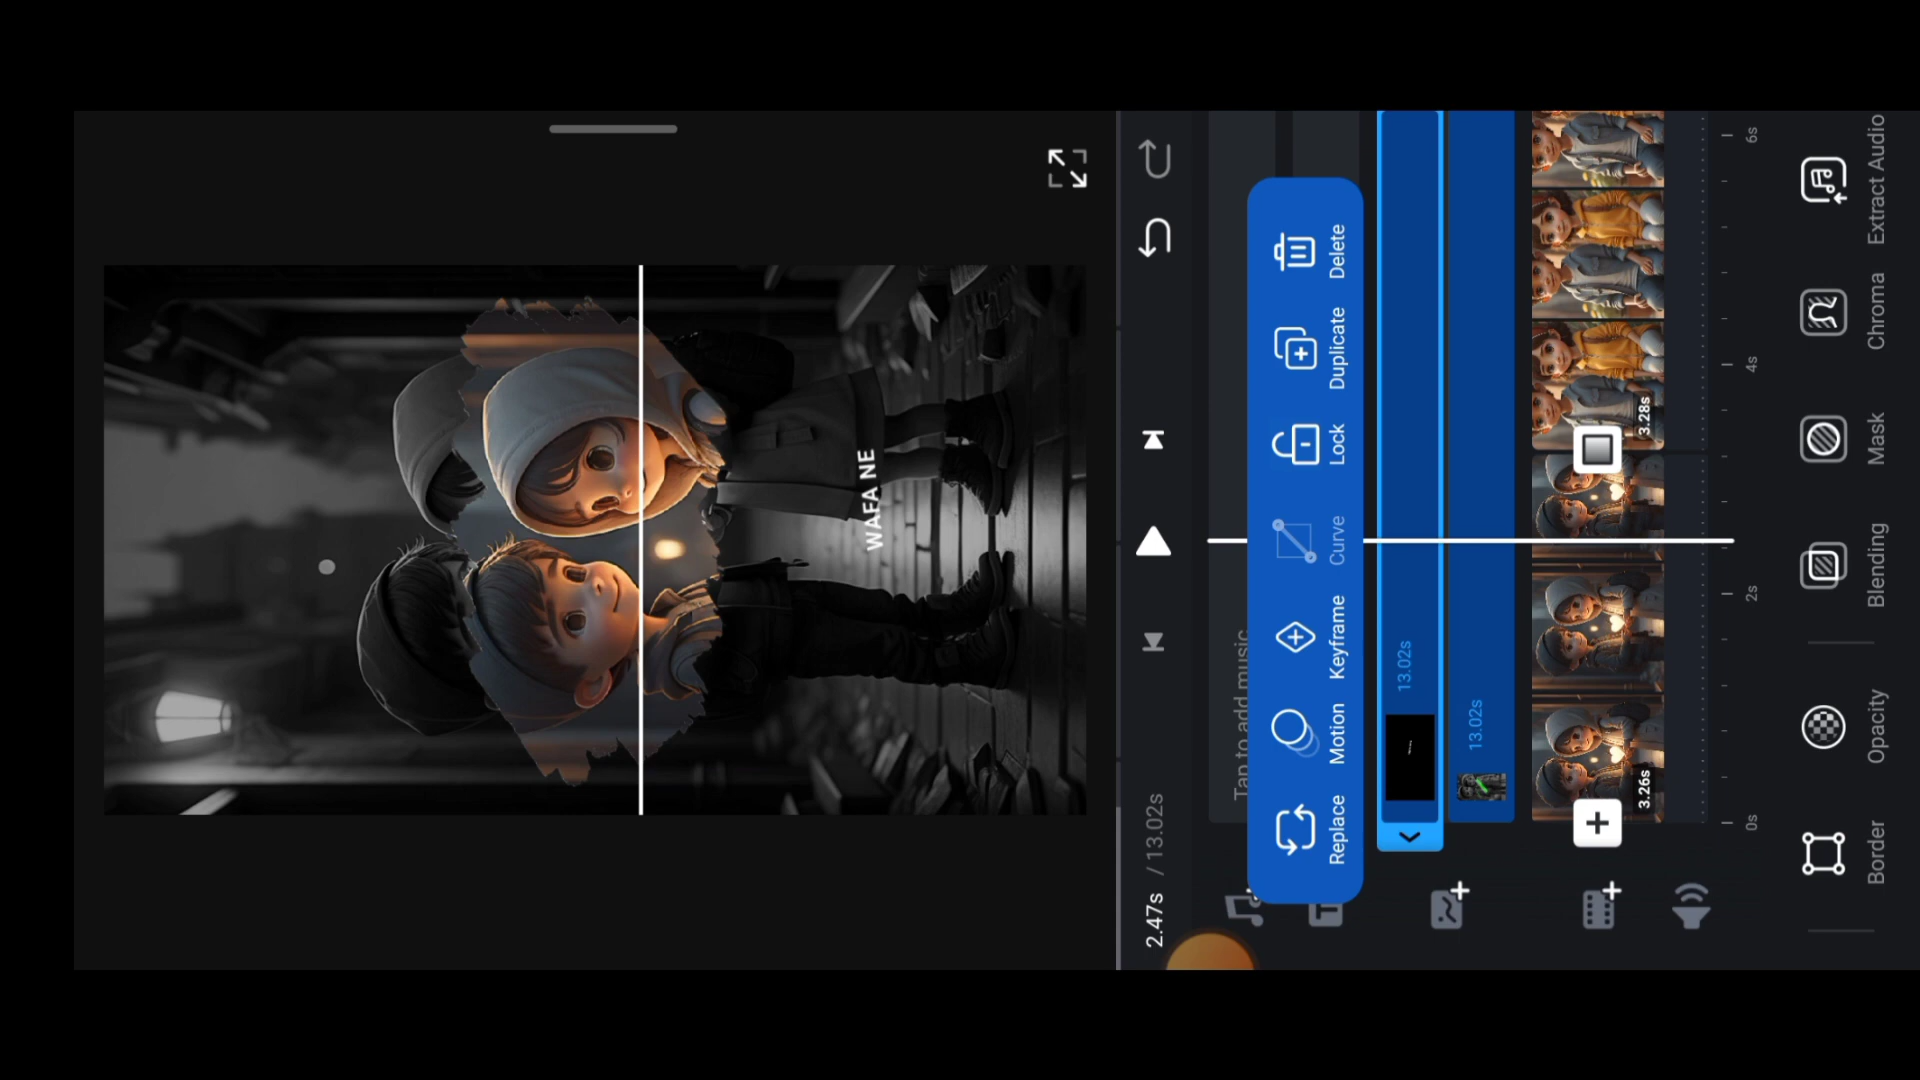 WAFA NE
2.47s / 13.02s
Tap to add music
Replace
Motion
Keyframe
Curve
Lock
Duplicate
Delete
13.02s
13.02s
3.26s
3.28s
0s
2s
4s
6s
Border
Opacity
Blending
Mask
Chroma
Extract Audio